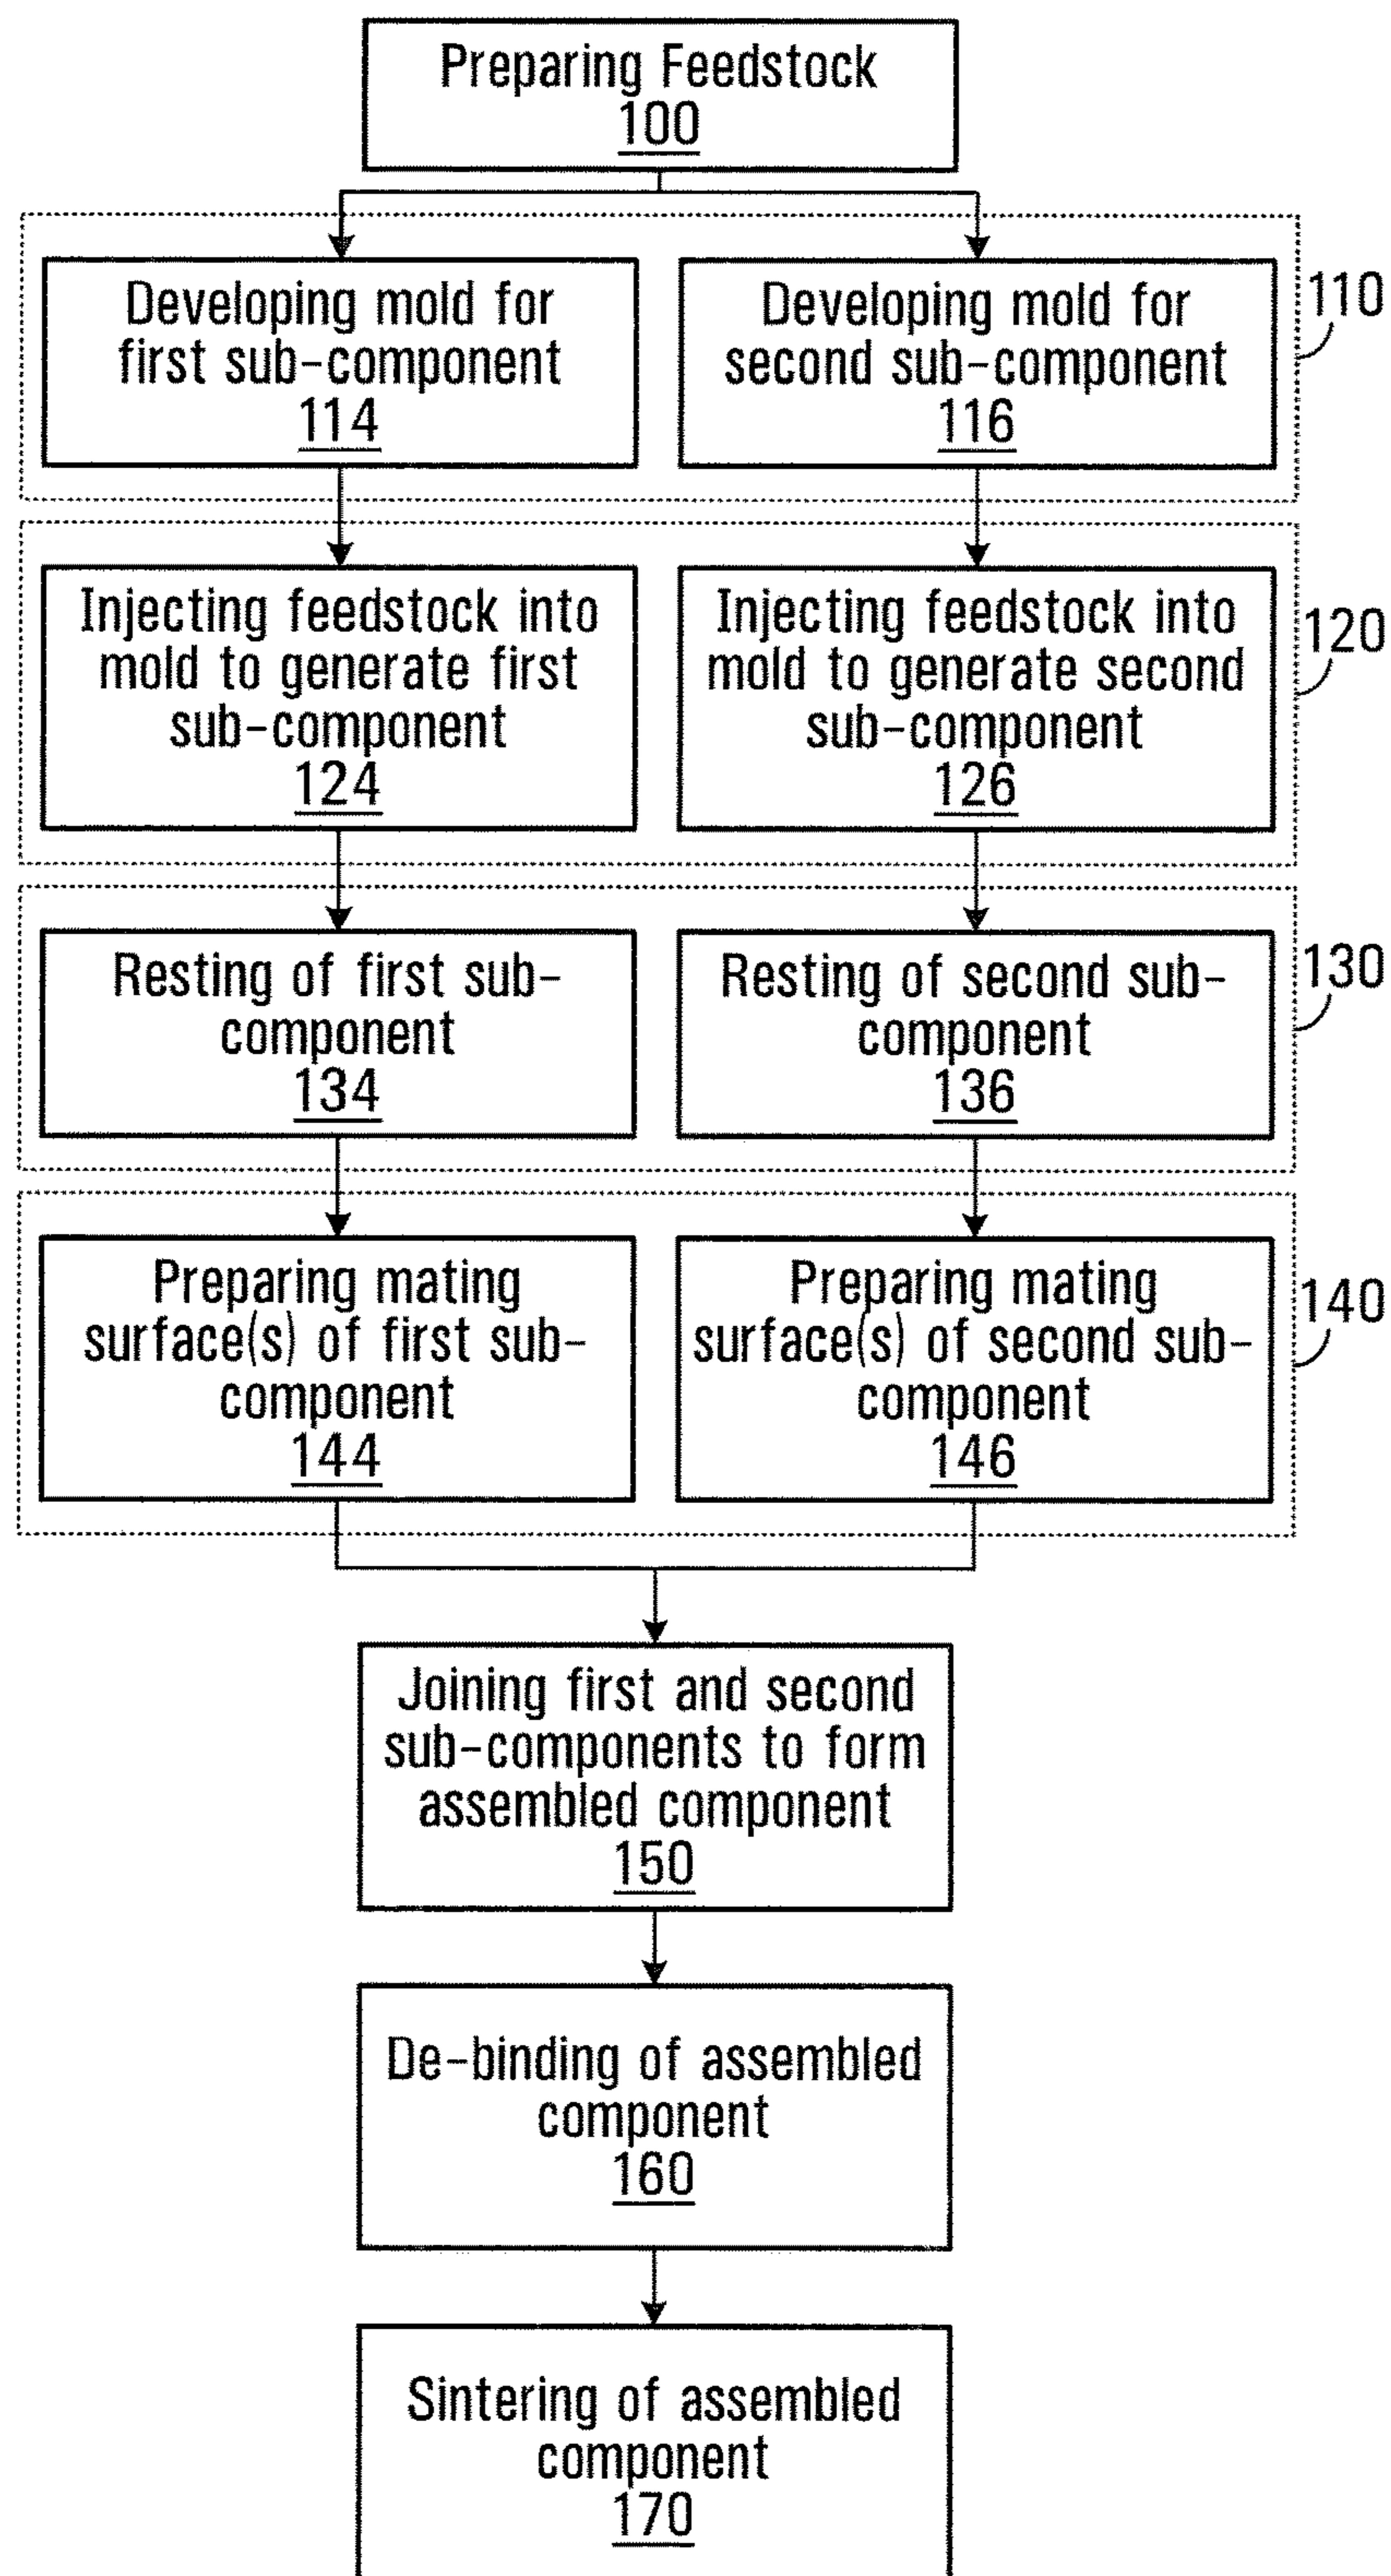 Preparing Feedstock
100
Developing mold for
first sub-component
114
Developing mold for
second sub-component
116
110
Injecting feedstock into
mold to generate first
sub-component
124
Injecting feedstock into
mold to generate second
sub-component
126
120
Resting of first sub-
component
134
Resting of second sub-
component
136
130
Preparing mating
surface(s) of first sub-
component
144
Preparing mating
surface(s) of second sub-
component
146
140
Joining first and second
sub-components to form
assembled component
150
De-binding of assembled
component
160
Sintering of assembled
component
170